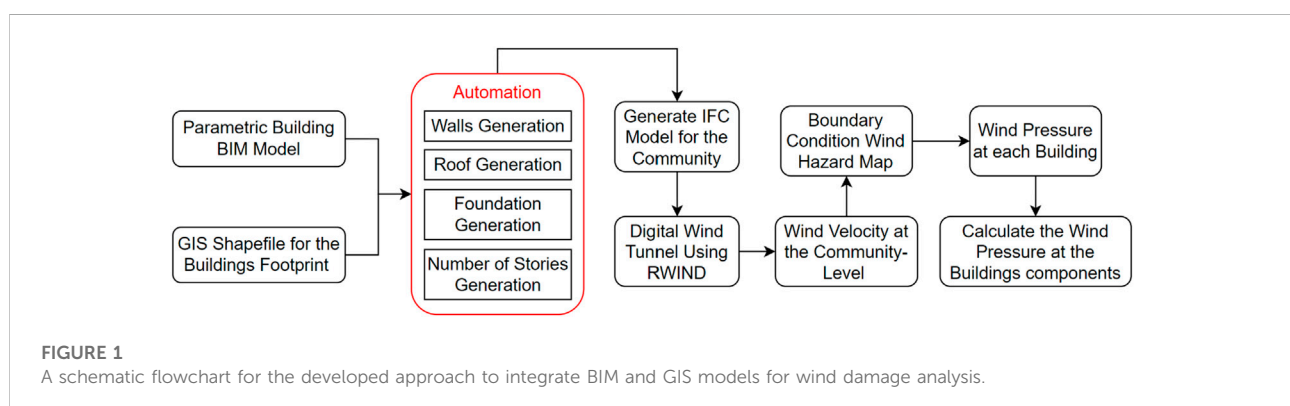 Parametric Building
BIM Model
GIS Shapefile for the
Buildings Footprint
Automation
Walls Generation
Roof Generation
Foundation
Generation
Number of Stories
Generation
Generate IFC
Model for the
Community
Digital Wind
Tunnel Using
RWIND
Boundary
Condition Wind
Hazard Map
Wind Velocity at
the Community-
Level
Wind Pressure
at each Building
Calculate the Wind
Pressure at the
Buildings components
FIGURE 1
A schematic flowchart for the developed approach to integrate BIM and GIS models for wind damage analysis.